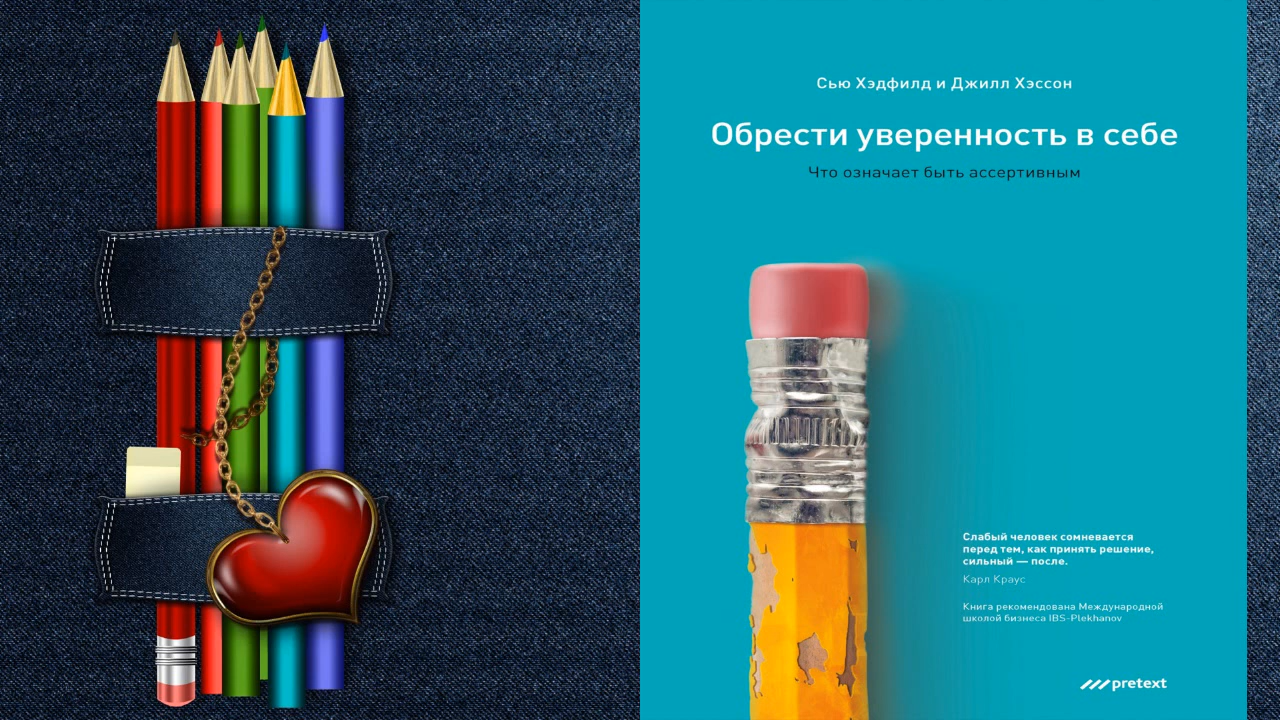 Сью Хэдфилд и Джилл Хэссон
Обрести уверенность в себе
Что означает быть ассертивным
Слабый человек сомневается
перед тем, как принять решение,
сильный — после.
Карл Краус
Книга рекомендована Международной
школой бизнеса IBS-Plekhanov
pretext